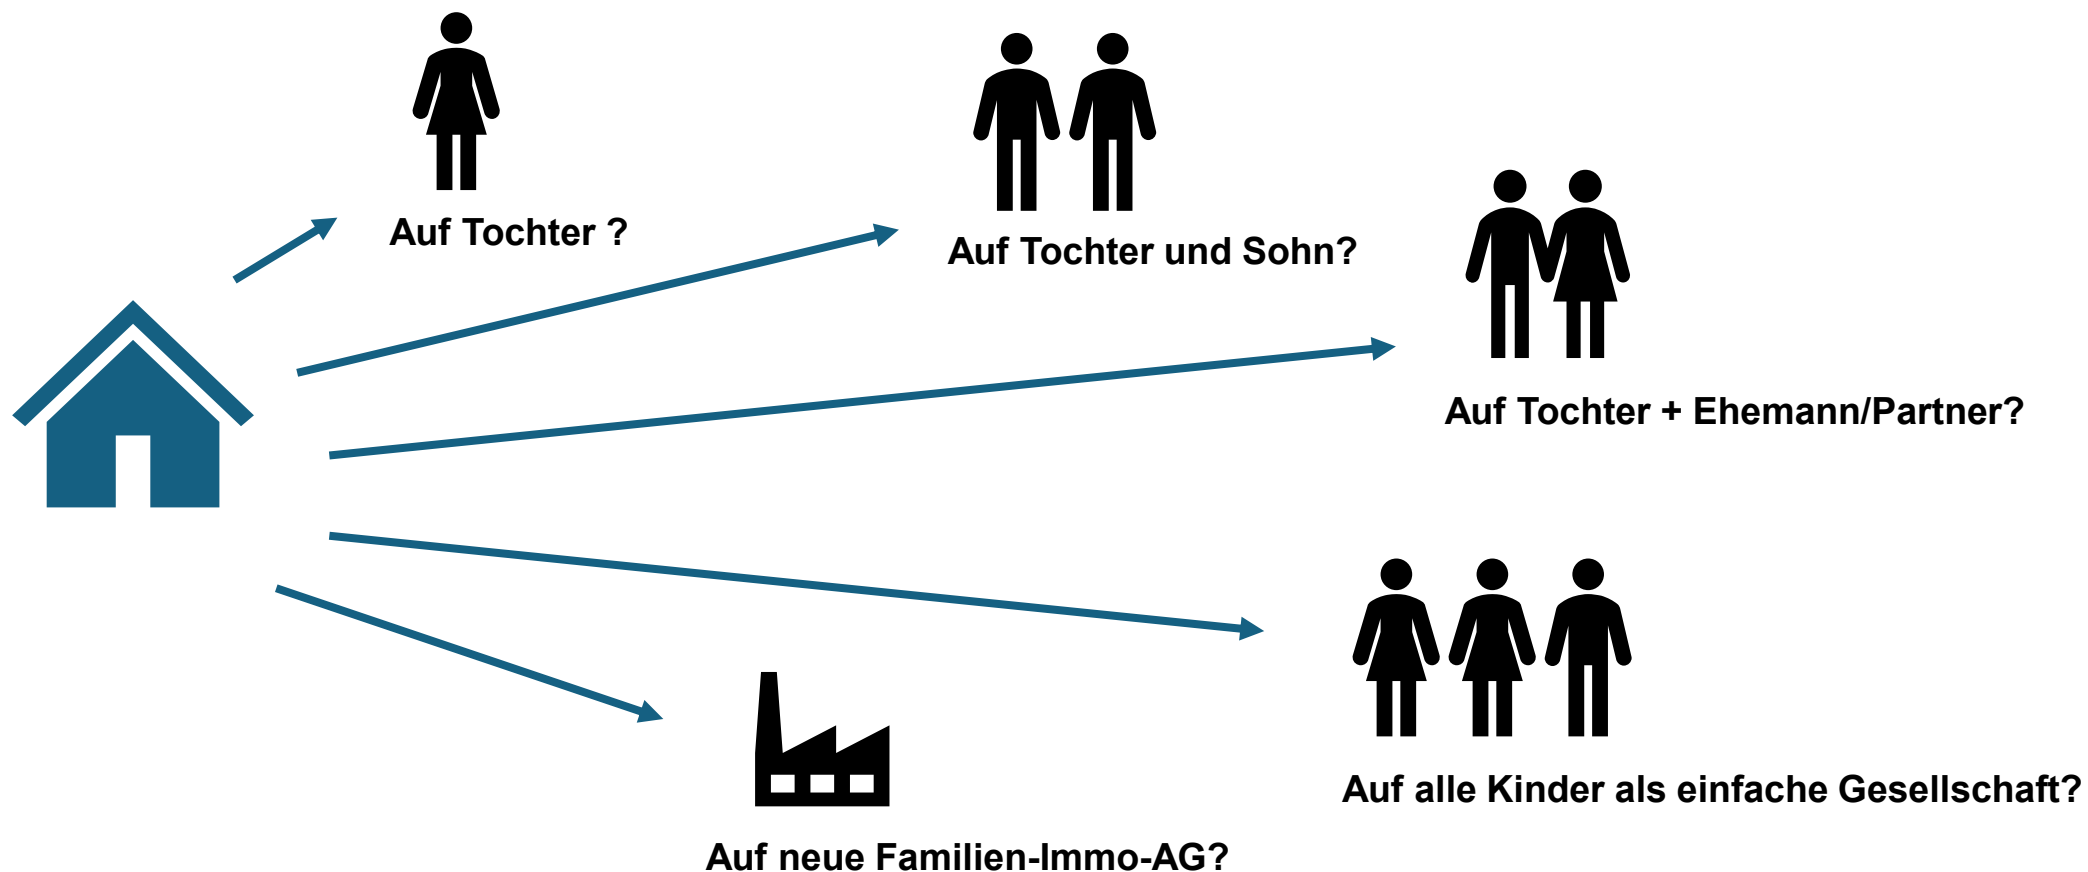 Auf Tochter ?
Auf Tochter und Sohn?
Auf Tochter + Ehemann/Partner?
Auf alle Kinder als einfache Gesellschaft?
Auf neue Familien-Immo-AG?